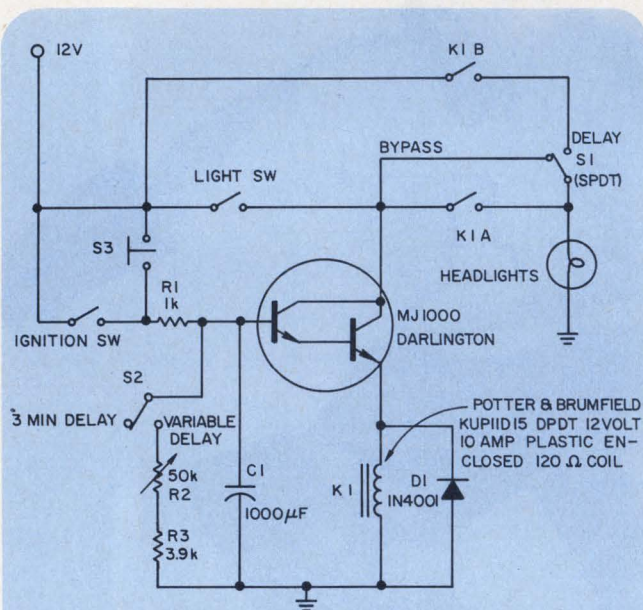 12V
K1 B
DELAY
S1
(SPDT)
BYPASS
LIGHT SW
K1A
S3
HEADLIGHTS
R1
1k
MJ1000
DARLINGTON
IGNITION SW
S2
3 MIN DELAY
VARIABLE
DELAY
POTTER & BRUMFIELD
KUP11D15 DPDT 12VOLT
10 AMP PLASTIC EN-
CLOSED 120 Ω COIL
50k
R2
C1
1000µF
K1
D1
1N4001
R3
3.9k